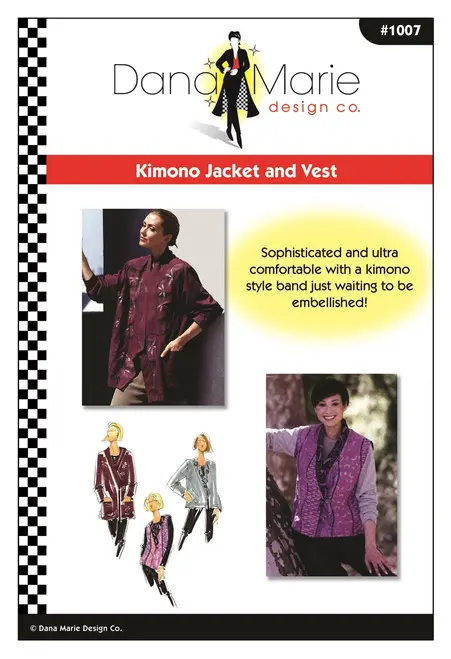 #1007
Dana Marie
design co.
Kimono Jacket and Vest
Sophisticated and ultra
comfortable with a kimono
style band just waiting to be
embellished!
© Dana Marie Design Co.